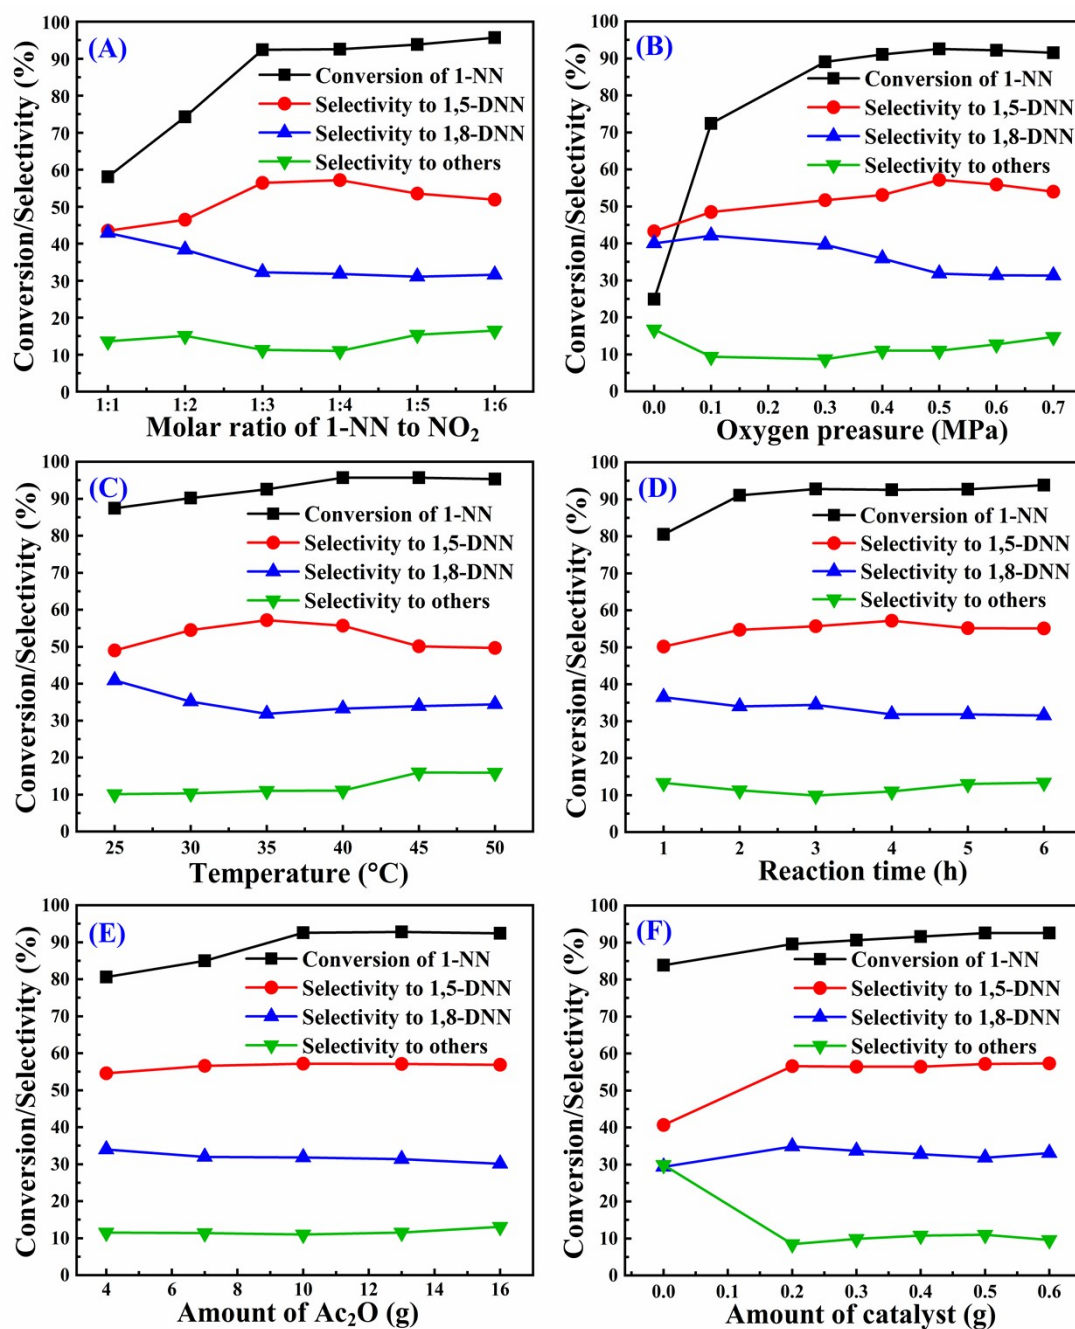 (A)
Conversion of 1-NN
Selectivity to 1,5-DNN
Selectivity to 1,8-DNN
Selectivity to others
Conversion/Selectivity (%)
100
90
80
70
60
50
40
30
20
10
0
1:1 1:2 1:3 1:4 1:5 1:6
Molar ratio of 1-NN to NO₂
(B)
Conversion of 1-NN
Selectivity to 1,5-DNN
Selectivity to 1,8-DNN
Selectivity to others
Conversion/Selectivity (%)
100
90
80
70
60
50
40
30
20
10
0
0.0 0.1 0.2 0.3 0.4 0.5 0.6 0.7
Oxygen preasure (MPa)
(C)
Conversion of 1-NN
Selectivity to 1,5-DNN
Selectivity to 1,8-DNN
Selectivity to others
Conversion/Selectivity (%)
100
90
80
70
60
50
40
30
20
10
0
25 30 35 40 45 50
Temperature (°C)
(D)
Conversion of 1-NN
Selectivity to 1,5-DNN
Selectivity to 1,8-DNN
Selectivity to others
Conversion/Selectivity (%)
100
90
80
70
60
50
40
30
20
10
0
1 2 3 4 5 6
Reaction time (h)
(E)
Conversion of 1-NN
Selectivity to 1,5-DNN
Selectivity to 1,8-DNN
Selectivity to others
Conversion/Selectivity (%)
100
90
80
70
60
50
40
30
20
10
0
4 6 8 10 12 14 16
Amount of Ac₂O (g)
(F)
Conversion of 1-NN
Selectivity to 1,5-DNN
Selectivity to 1,8-DNN
Selectivity to others
Conversion/Selectivity (%)
100
90
80
70
60
50
40
30
20
10
0
0.0 0.1 0.2 0.3 0.4 0.5 0.6
Amount of catalyst (g)